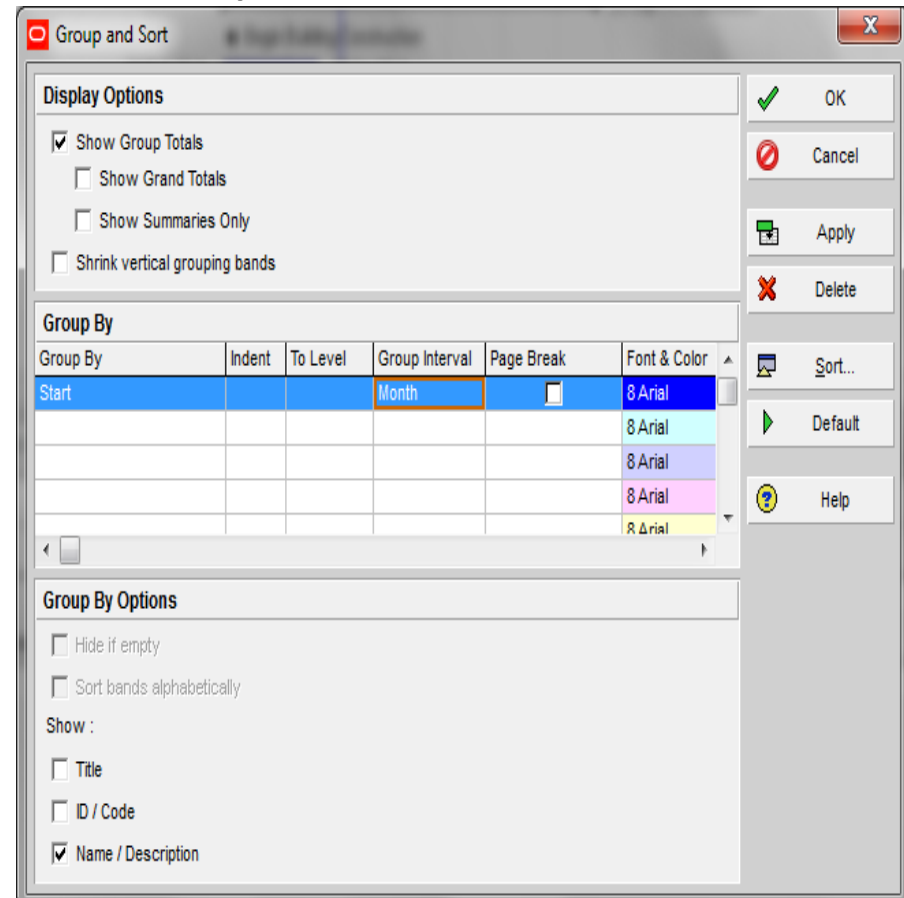 Group and Sort
X
Display Options
Show Group Totals
Show Grand Totals
Show Summaries Only
Shrink vertical grouping bands
OK
Cancel
Apply
Delete
Sort...
Default
Help
Group By
Group By Indent To Level Group Interval Page Break Font & Color
Start Month 8 Arial
8 Arial
8 Arial
8 Arial
8 Arial
Group By Options
Hide if empty
Sort bands alphabetically
Show :
Title
ID / Code
Name / Description